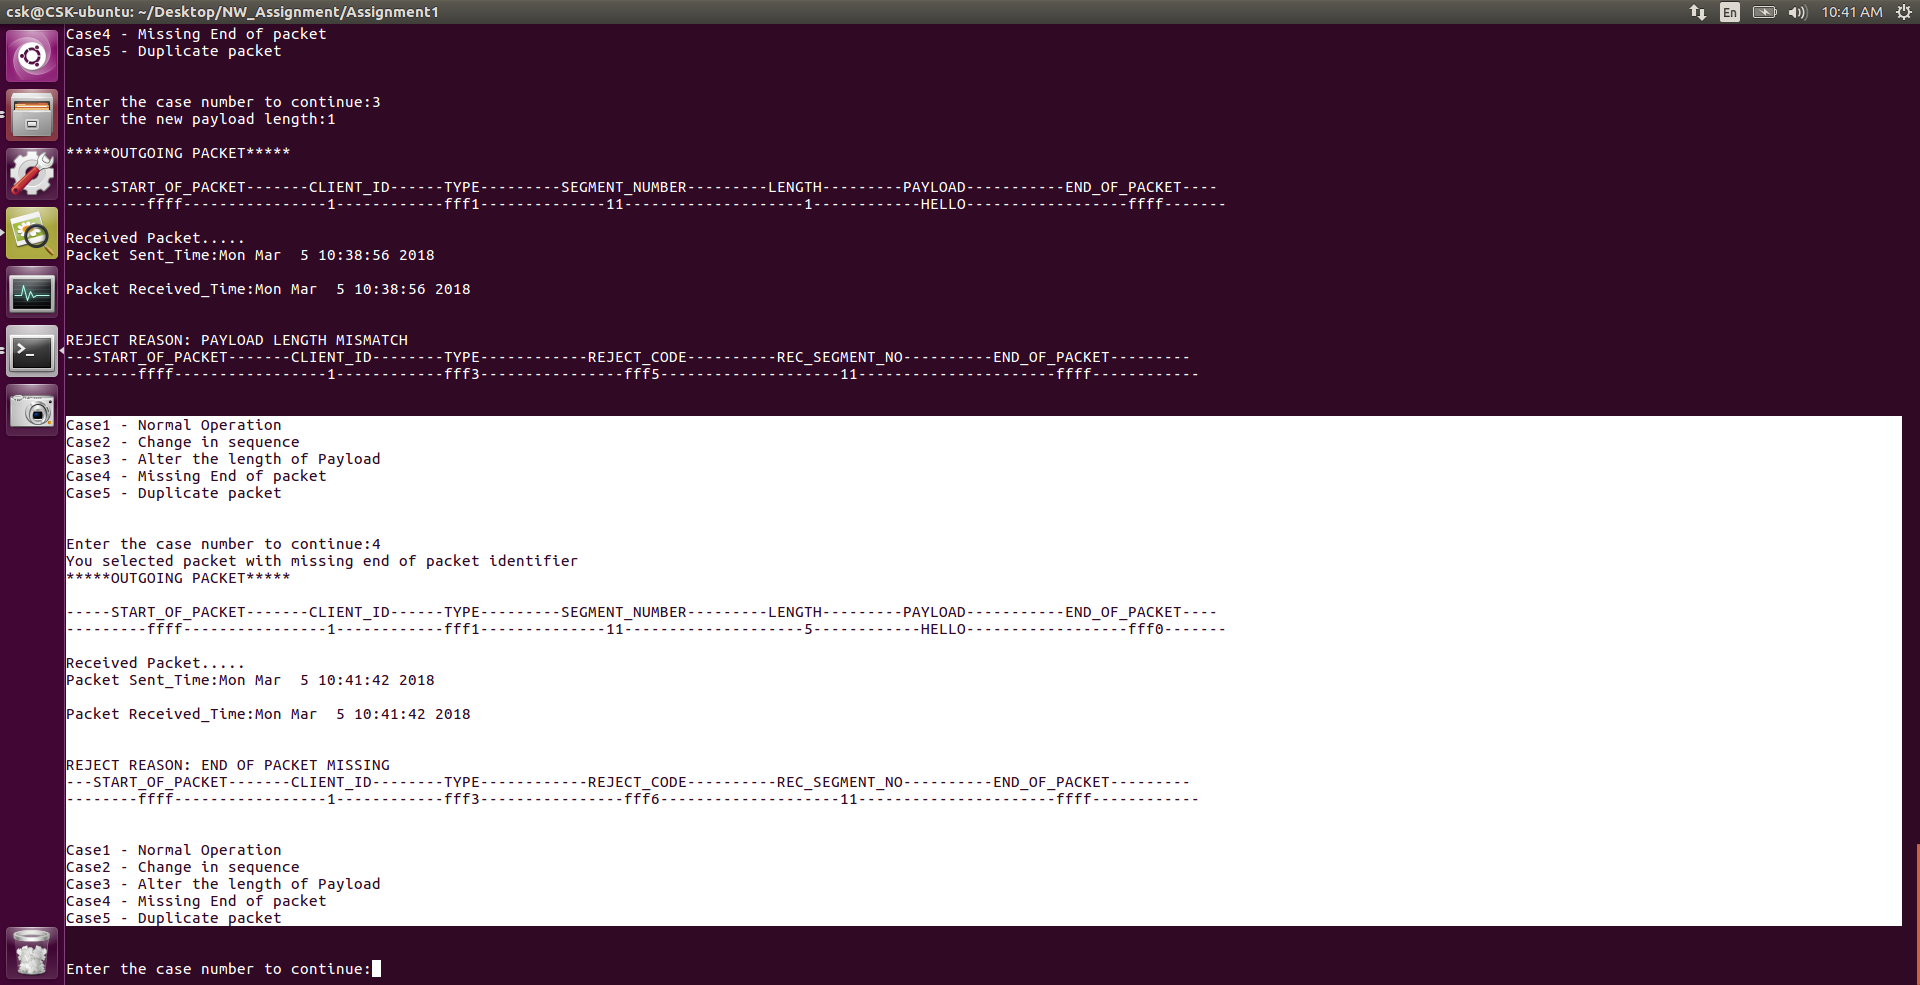 csk@CSK-ubuntu: ~/Desktop/NW_Assignment/Assignment1
En
10:41 AM
Case4 - Missing End of packet
Case5 - Duplicate packet
Enter the case number to continue:3
Enter the new payload length:1
*****OUTGOING PACKET*****
-----START_OF_PACKET-------CLIENT_ID------TYPE---------SEGMENT_NUMBER---------LENGTH---------PAYLOAD-----------END_OF_PACKET----
---------ffff----------------1------------fff1--------------11--------------------1------------HELLO------------------ffff-------
Received Packet.....
Packet Sent_Time:Mon Mar  5 10:38:56 2018
Packet Received_Time:Mon Mar  5 10:38:56 2018
REJECT REASON: PAYLOAD LENGTH MISMATCH
---START_OF_PACKET-------CLIENT_ID--------TYPE------------REJECT_CODE----------REC_SEGMENT_NO----------END_OF_PACKET---------
--------ffff-----------------1------------fff3----------------fff5--------------------11----------------------ffff------------
Case1 - Normal Operation
Case2 - Change in sequence
Case3 - Alter the length of Payload
Case4 - Missing End of packet
Case5 - Duplicate packet
Enter the case number to continue:4
You selected packet with missing end of packet identifier
*****OUTGOING PACKET*****
-----START_OF_PACKET-------CLIENT_ID------TYPE---------SEGMENT_NUMBER---------LENGTH---------PAYLOAD-----------END_OF_PACKET----
---------ffff----------------1------------fff1--------------11--------------------5------------HELLO------------------fff0-------
Received Packet.....
Packet Sent_Time:Mon Mar  5 10:41:42 2018
Packet Received_Time:Mon Mar  5 10:41:42 2018
REJECT REASON: END OF PACKET MISSING
---START_OF_PACKET-------CLIENT_ID--------TYPE------------REJECT_CODE----------REC_SEGMENT_NO----------END_OF_PACKET---------
--------ffff-----------------1------------fff3----------------fff6--------------------11----------------------ffff------------
Case1 - Normal Operation
Case2 - Change in sequence
Case3 - Alter the length of Payload
Case4 - Missing End of packet
Case5 - Duplicate packet
Enter the case number to continue: